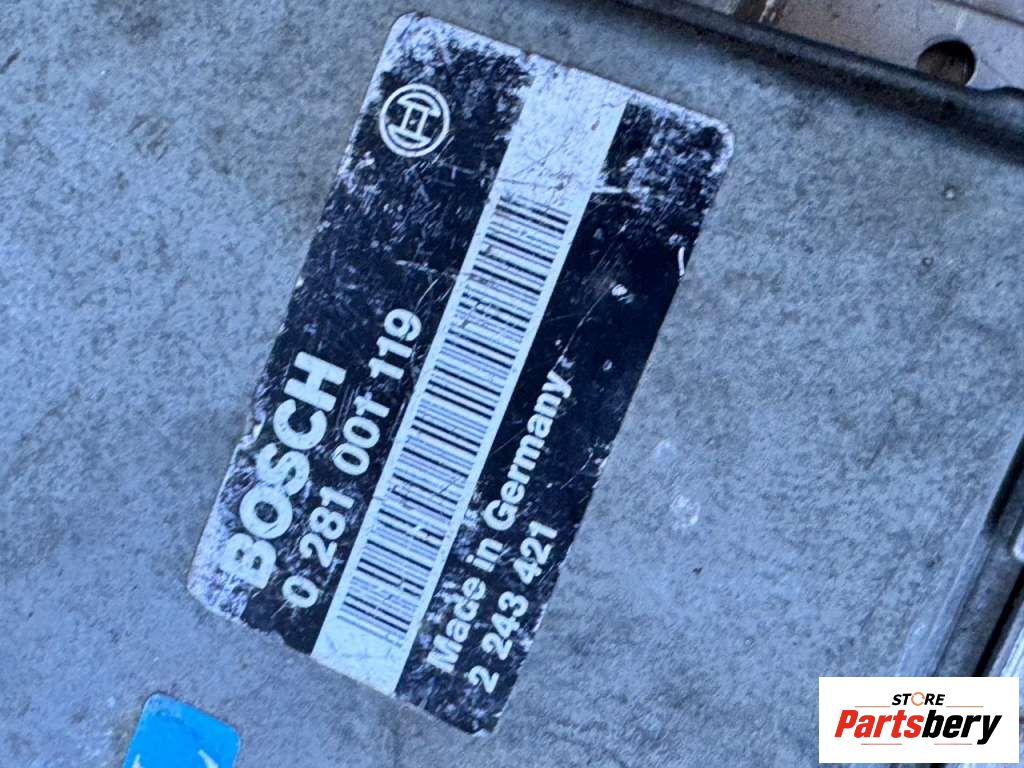 BOSCH
0 281 001 119
Made in Germany
2 243 421
STORE
Partsbery